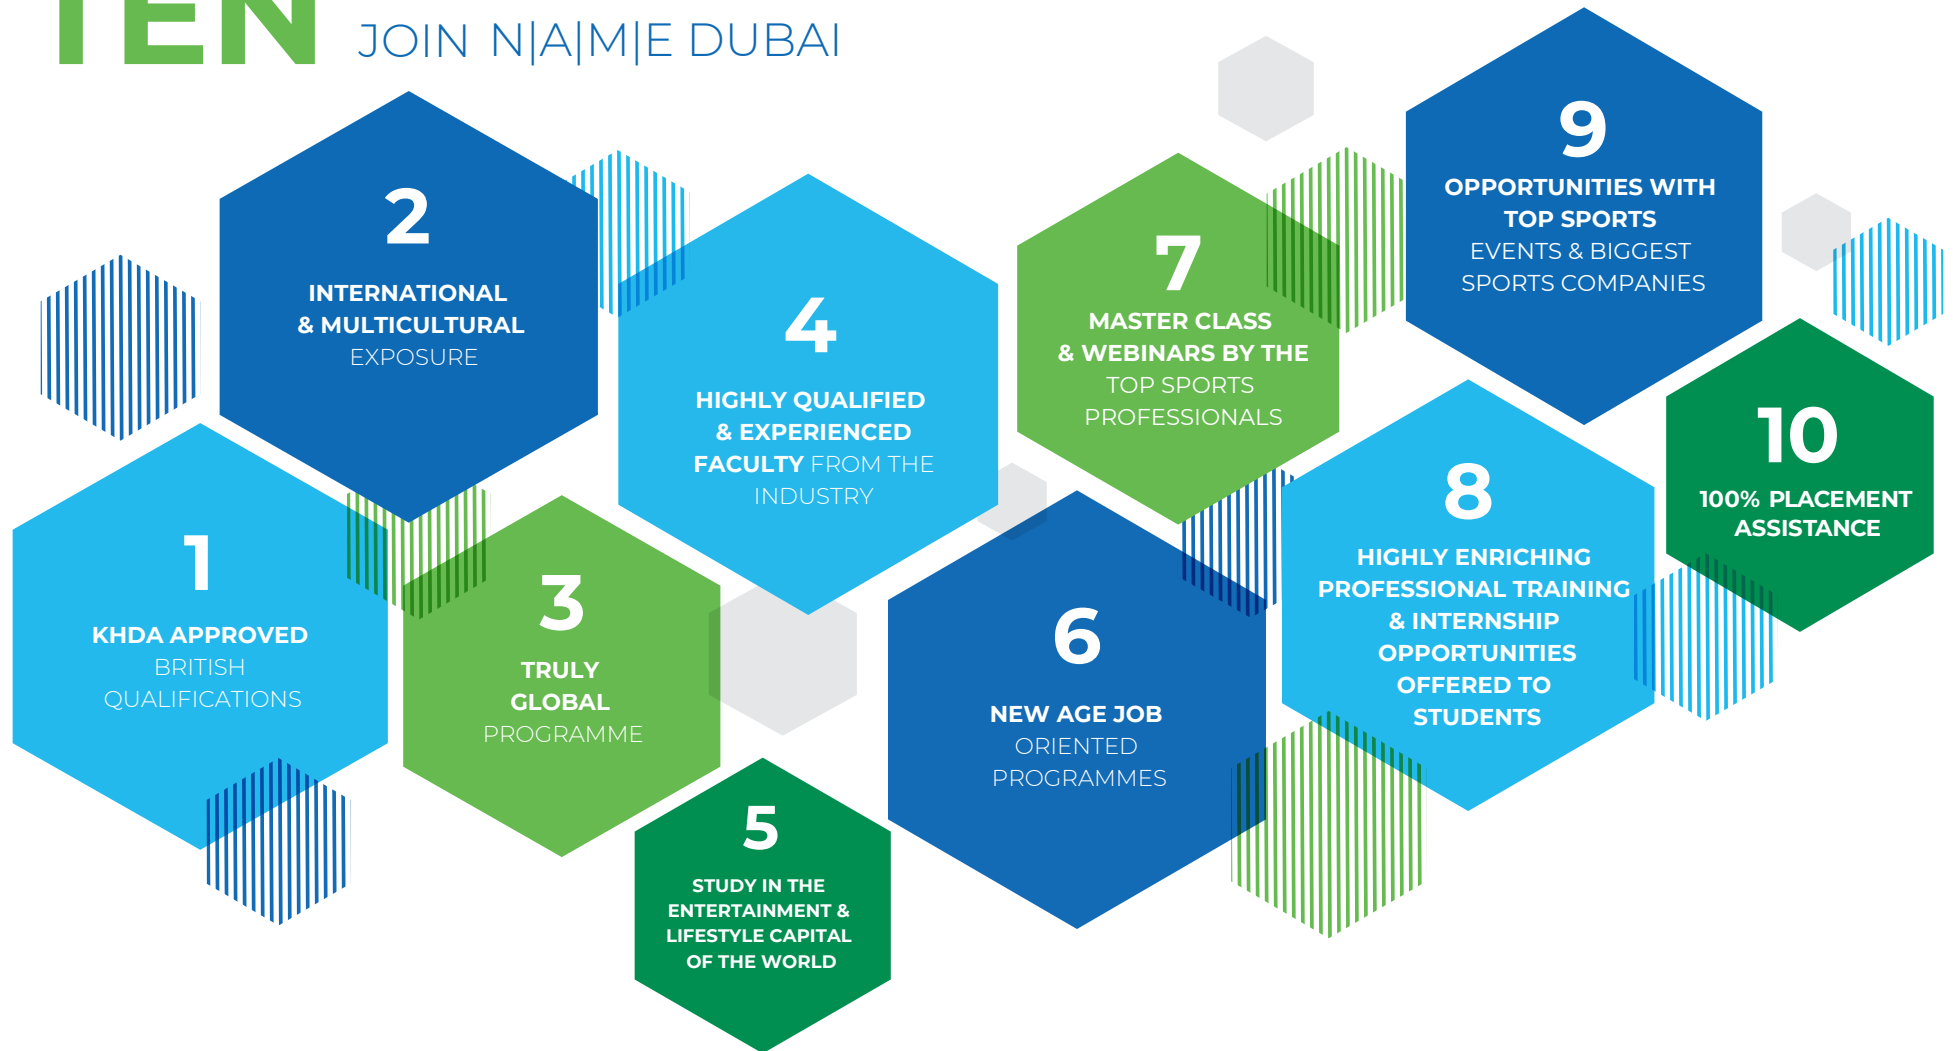 TEN
JOIN N|A|M|E DUBAI
1
KHDA APPROVED
BRITISH
QUALIFICATIONS
2
INTERNATIONAL
& MULTICULTURAL
EXPOSURE
3
TRULY
GLOBAL
PROGRAMME
4
HIGHLY QUALIFIED
& EXPERIENCED
FACULTY FROM THE
INDUSTRY
5
STUDY IN THE
ENTERTAINMENT &
LIFESTYLE CAPITAL
OF THE WORLD
6
NEW AGE JOB
ORIENTED
PROGRAMMES
7
MASTER CLASS
& WEBINARS BY THE
TOP SPORTS
PROFESSIONALS
8
HIGHLY ENRICHING
PROFESSIONAL TRAINING
& INTERNSHIP
OPPORTUNITIES
OFFERED TO
STUDENTS
9
OPPORTUNITIES WITH
TOP SPORTS
EVENTS & BIGGEST
SPORTS COMPANIES
10
100% PLACEMENT
ASSISTANCE